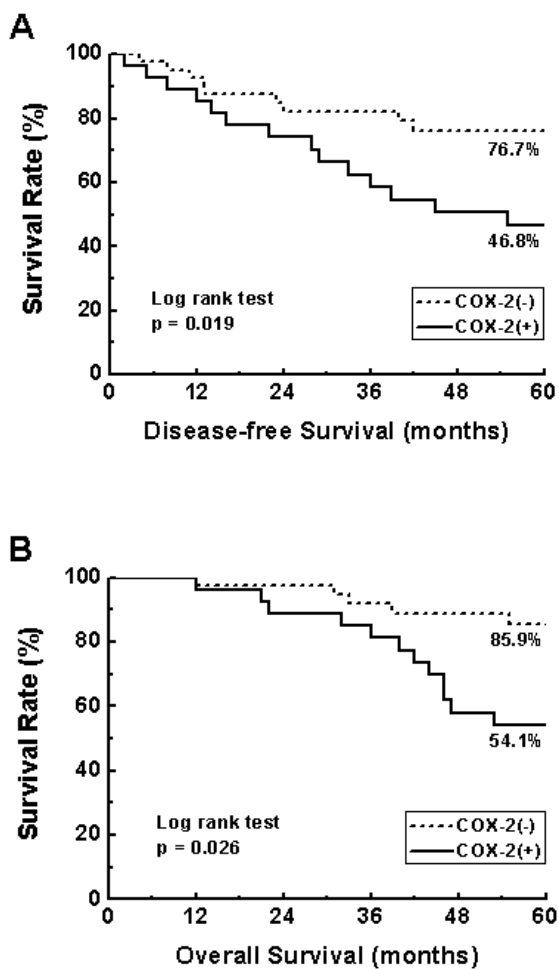 A
100
80
60
40
20
0
Survival Rate (%)
76.7%
46.8%
Log rank test
p = 0.019
COX-2(-)
COX-2(+)
0 12 24 36 48 60
Disease-free Survival (months)
B
100
80
60
40
20
0
Survival Rate (%)
85.9%
54.1%
Log rank test
p = 0.026
COX-2(-)
COX-2(+)
0 12 24 36 48 60
Overall Survival (months)